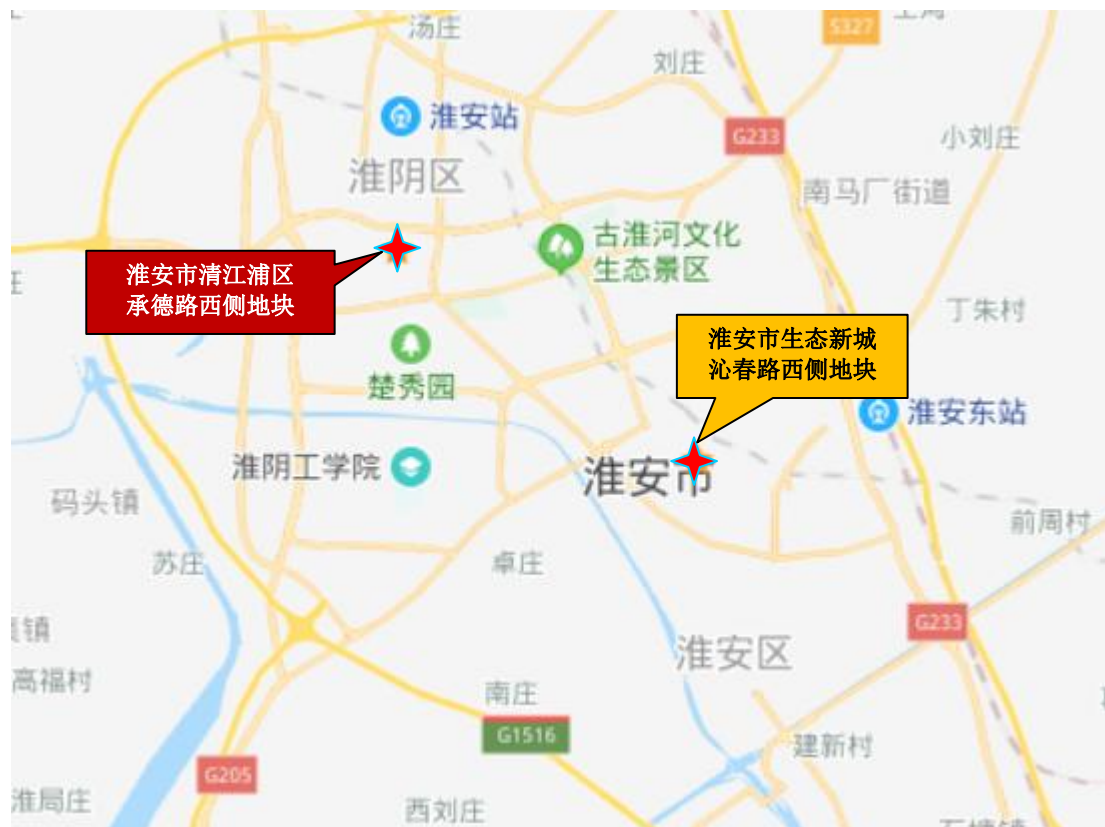 汤庄
S327
刘庄
淮安站
G233
小刘庄
淮阴区
南马厂街道
古淮河文化
生态景区
淮安市清江浦区
承德路西侧地块
丁朱村
淮安市生态新城
沁春路西侧地块
楚秀园
淮安东站
淮阴工学院
淮安市
码头镇
前周村
苏庄
卓庄
G233
镇
淮安区
高福村
南庄
G1516
建新村
G205
淮局庄
西刘庄